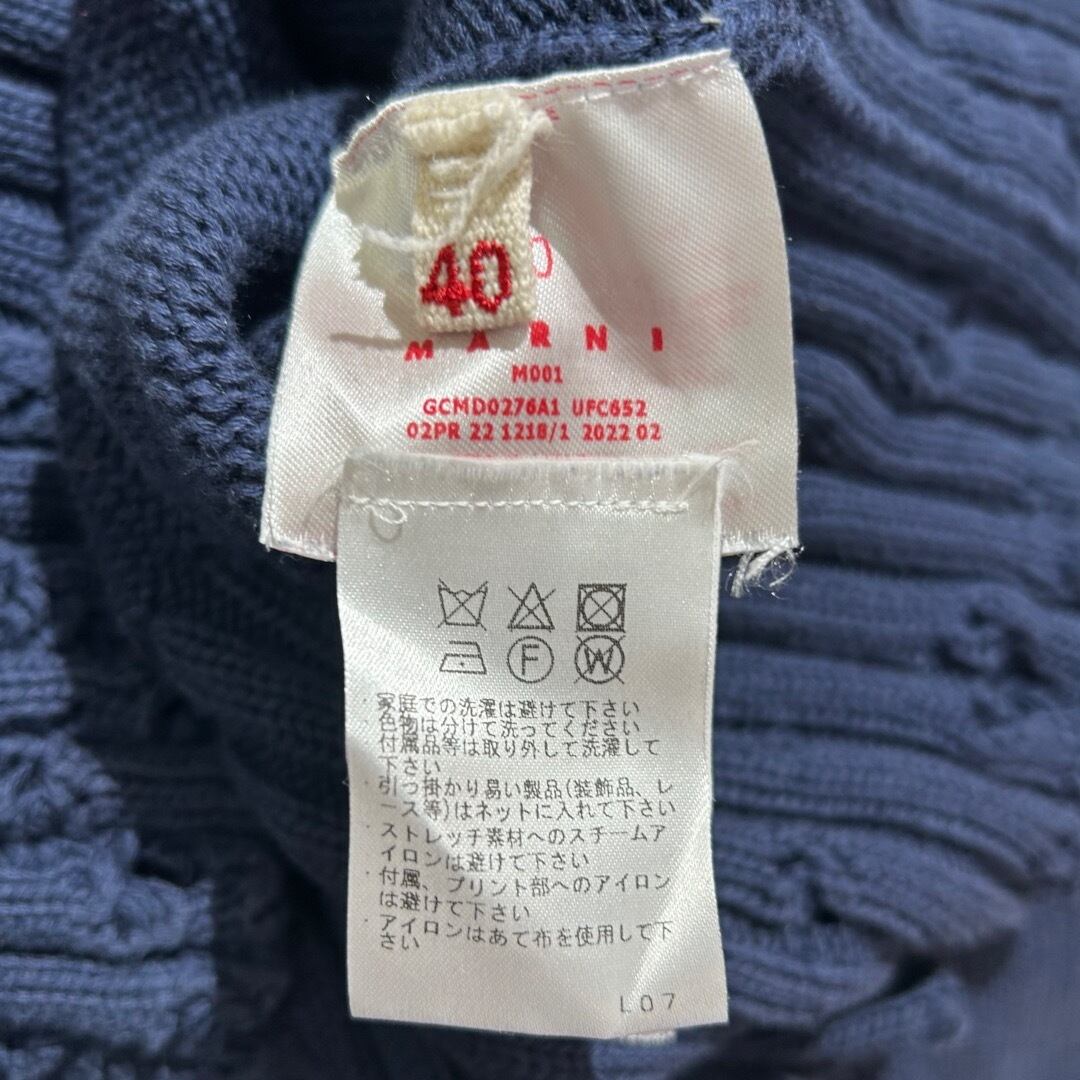 40
0
MARNI
M001
GCMD0276A1 UFC652
02PR 22 1218/1 2022 02
F
W
・家庭での洗濯は避けて下さい
・色物は分けて洗ってください
・付属品等は取り外して洗濯して
下さい
・引っ掛かり易い製品(装飾品、レ
ース等)はネットに入れて下さい
・ストレッチ素材へのスチームア
イロンは避けて下さい
・付属、プリント部へのアイロン
は避けて下さい
・アイロンはあて布を使用して下
さい
L07